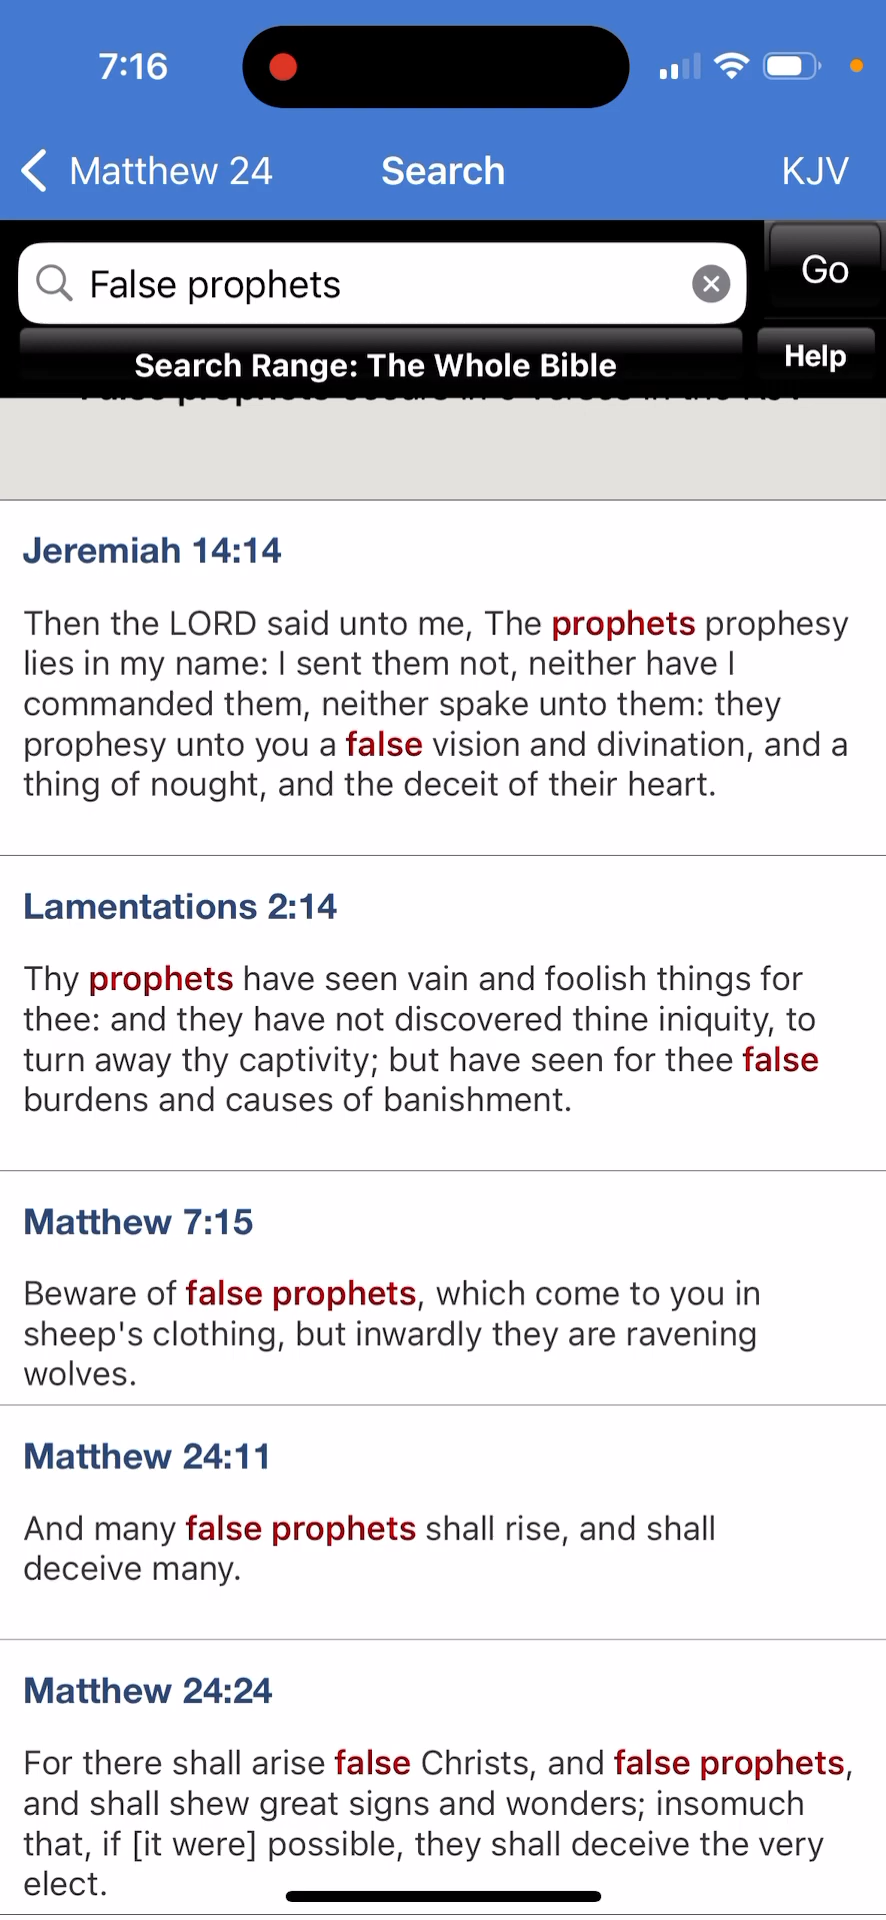 7:16
Matthew 24
Search
KJV
False prophets
Go
Search Range: The Whole Bible
Help
Jeremiah 14:14
Then the LORD said unto me, The prophets prophesy
lies in my name: I sent them not, neither have I
commanded them, neither spake unto them: they
prophesy unto you a false vision and divination, and a
thing of nought, and the deceit of their heart.
Lamentations 2:14
Thy prophets have seen vain and foolish things for
thee: and they have not discovered thine iniquity, to
turn away thy captivity; but have seen for thee false
burdens and causes of banishment.
Matthew 7:15
Beware of false prophets, which come to you in
sheep's clothing, but inwardly they are ravening
wolves.
Matthew 24:11
And many false prophets shall rise, and shall
deceive many.
Matthew 24:24
For there shall arise false Christs, and false prophets,
and shall shew great signs and wonders; insomuch
that, if [it were] possible, they shall deceive the very
elect.